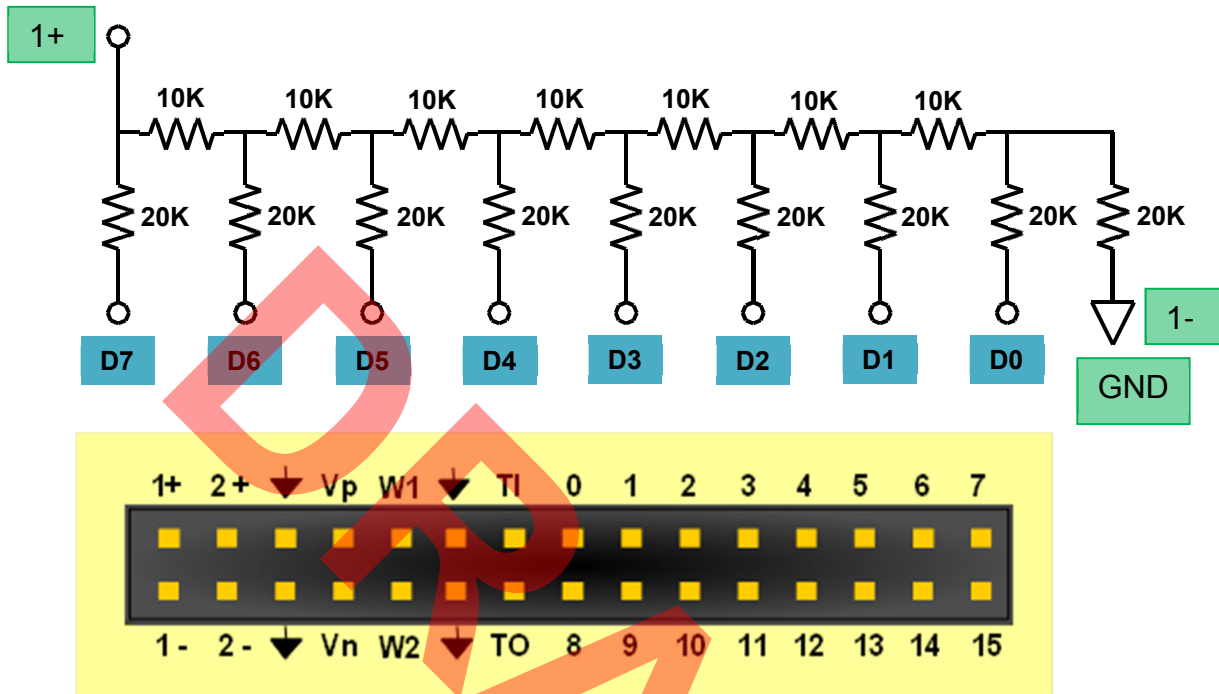 1+
10K 10K 10K 10K 10K 10K 10K
20K 20K 20K 20K 20K 20K 20K 20K 20K
1-
D7 D6 D5 D4 D3 D2 D1 D0
GND
1+ 2+ Vp W1 TI 0 1 2 3 4 5 6 7
1- 2- Vn W2 TO 8 9 10 11 12 13 14 15
DRA